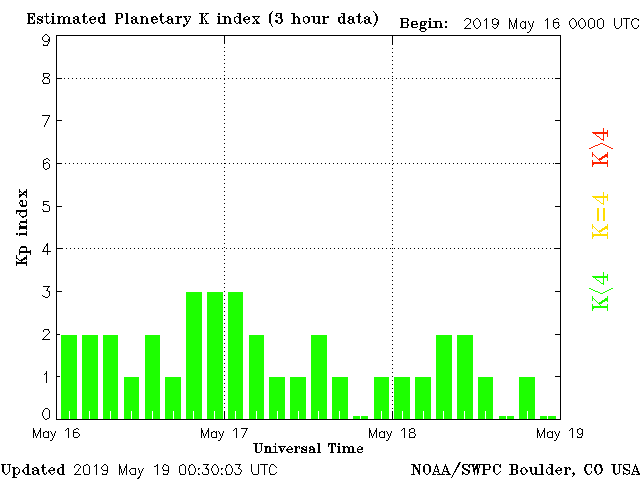 Estimated Planetary K index (3 hour data)
Begin: 2019 May 16 0000 UTC
9
8
7
6
5
4
3
2
1
0
Kp index
K>4
K=4
K<4
May 16
May 17
May 18
May 19
Universal Time
Updated 2019 May 19 00:30:03 UTC
NOAA/SWPC Boulder, CO USA